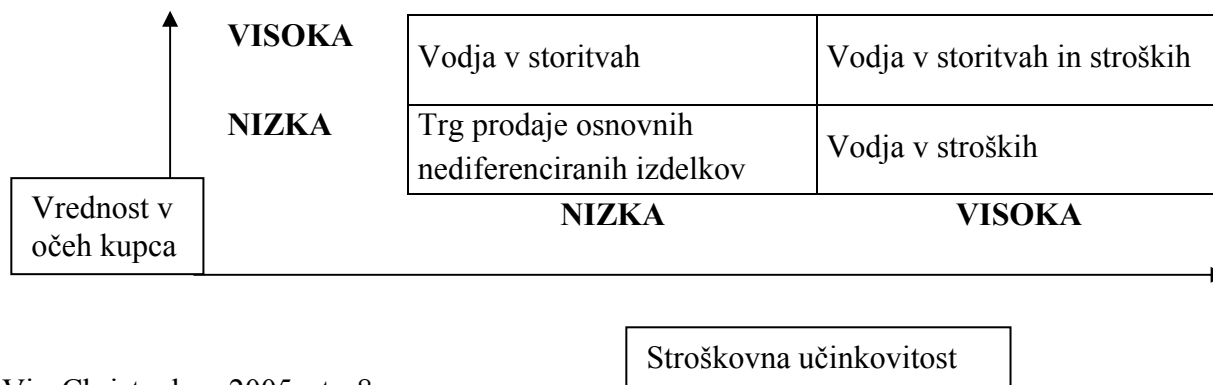 VISOKA
Vodja v storitvah
Vodja v storitvah in stroških
NIZKA
Trg prodaje osnovnih
nediferenciranih izdelkov
Vodja v stroških
Vrednost v
očeh kupca
NIZKA
VISOKA
Stroškovna učinkovitost